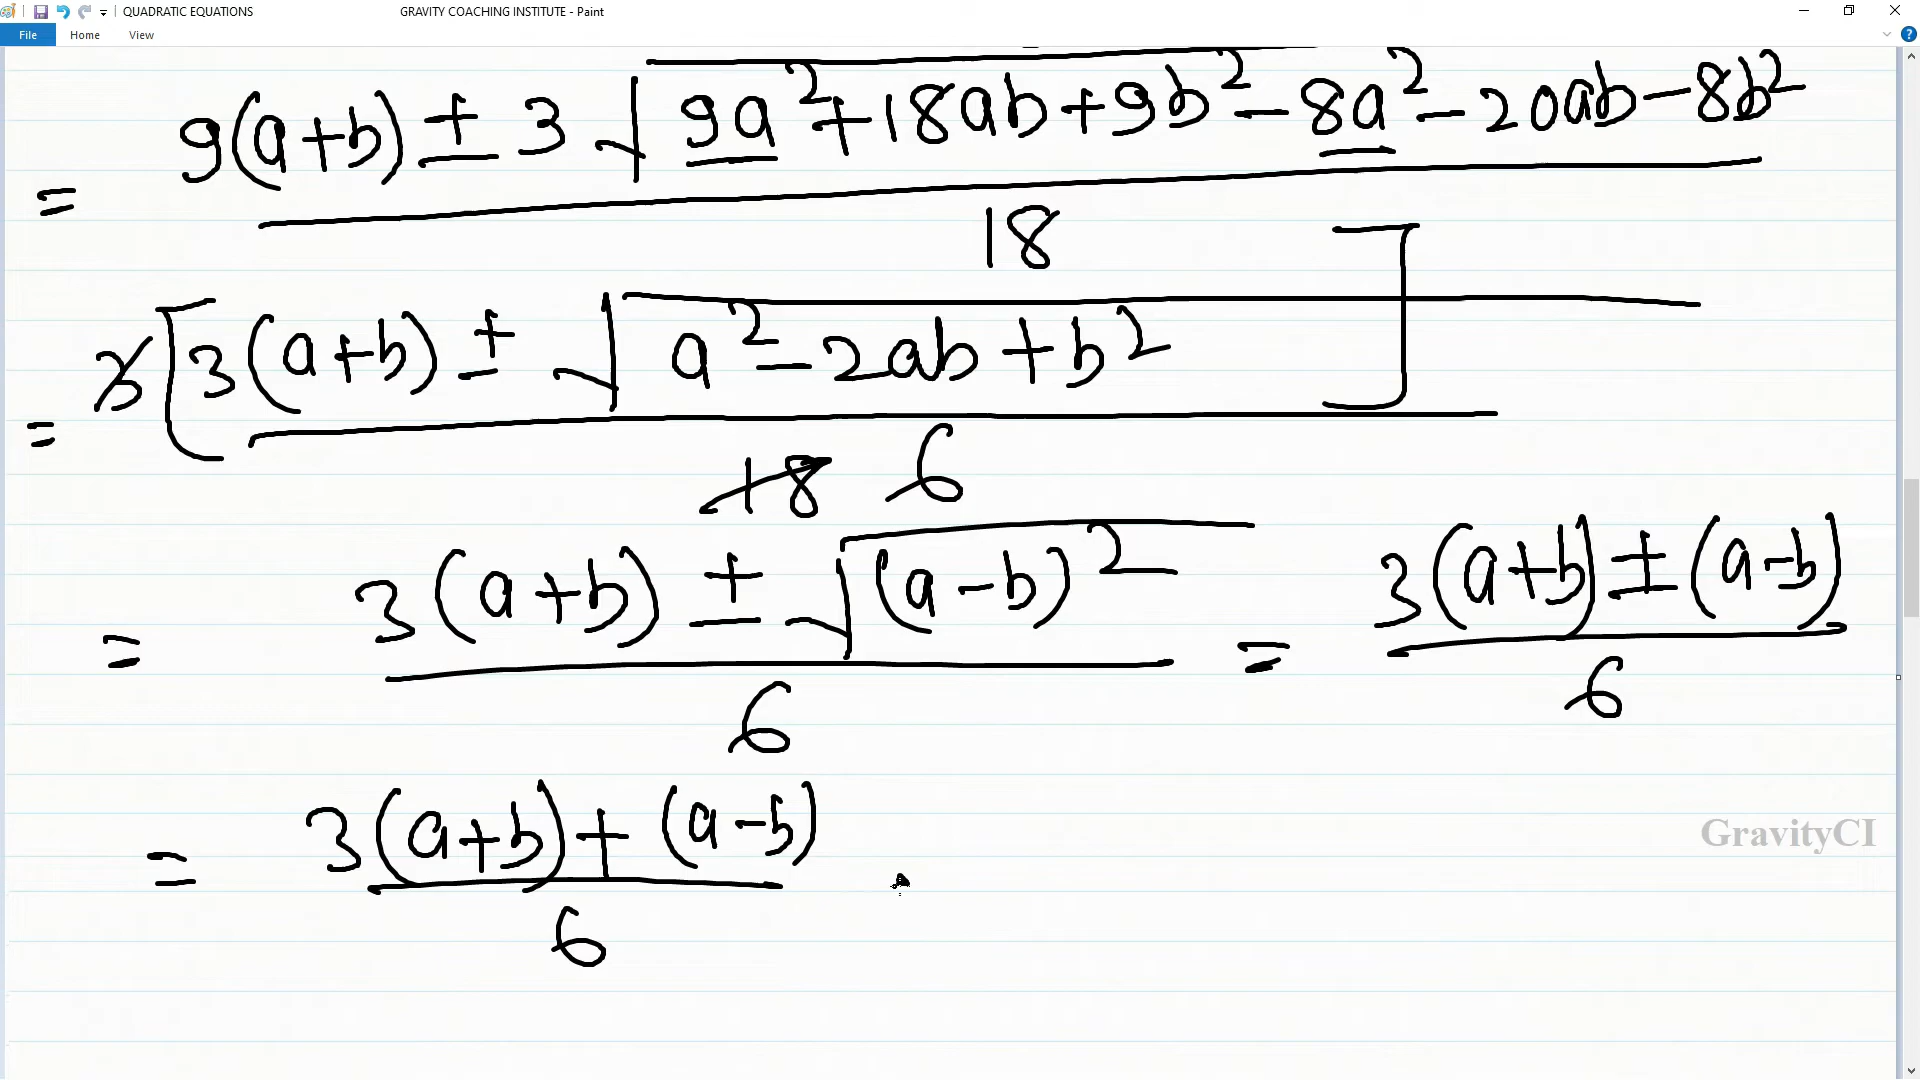 QUADRATIC EQUATIONS GRAVITY COACHING INSTITUTE - Paint
File Home View
= 9(a+b) ± 3 √(9a² + 18ab + 9b² - 8a² - 20ab - 8b²) / 18
= 3 [3(a+b) ± √(a² - 2ab + b²)] / 18 6
= 3(a+b) ± √(a-b)² / 6 = 3(a+b) ± (a-b) / 6
= 3(a+b) + (a-b) / 6
GravityCI